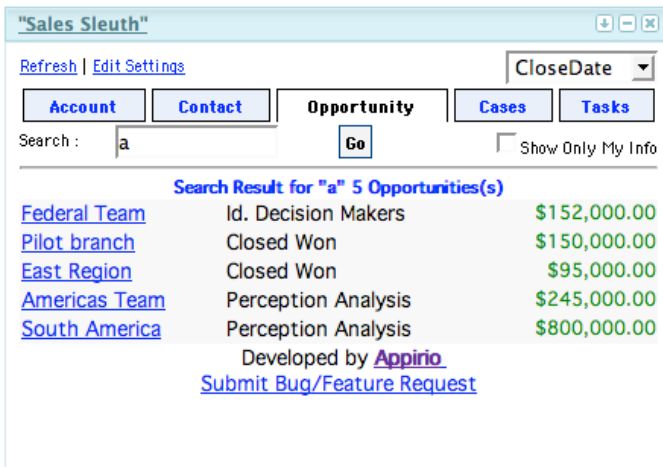 "Sales Sleuth"
Refresh | Edit Settings CloseDate
Account Contact Opportunity Cases Tasks
Search : a Go Show Only My Info
Search Result for "a" 5 Opportunities(s)
Federal Team Id. Decision Makers $152,000.00
Pilot branch Closed Won $150,000.00
East Region Closed Won $95,000.00
Americas Team Perception Analysis $245,000.00
South America Perception Analysis $800,000.00
Developed by Appirio
Submit Bug/Feature Request